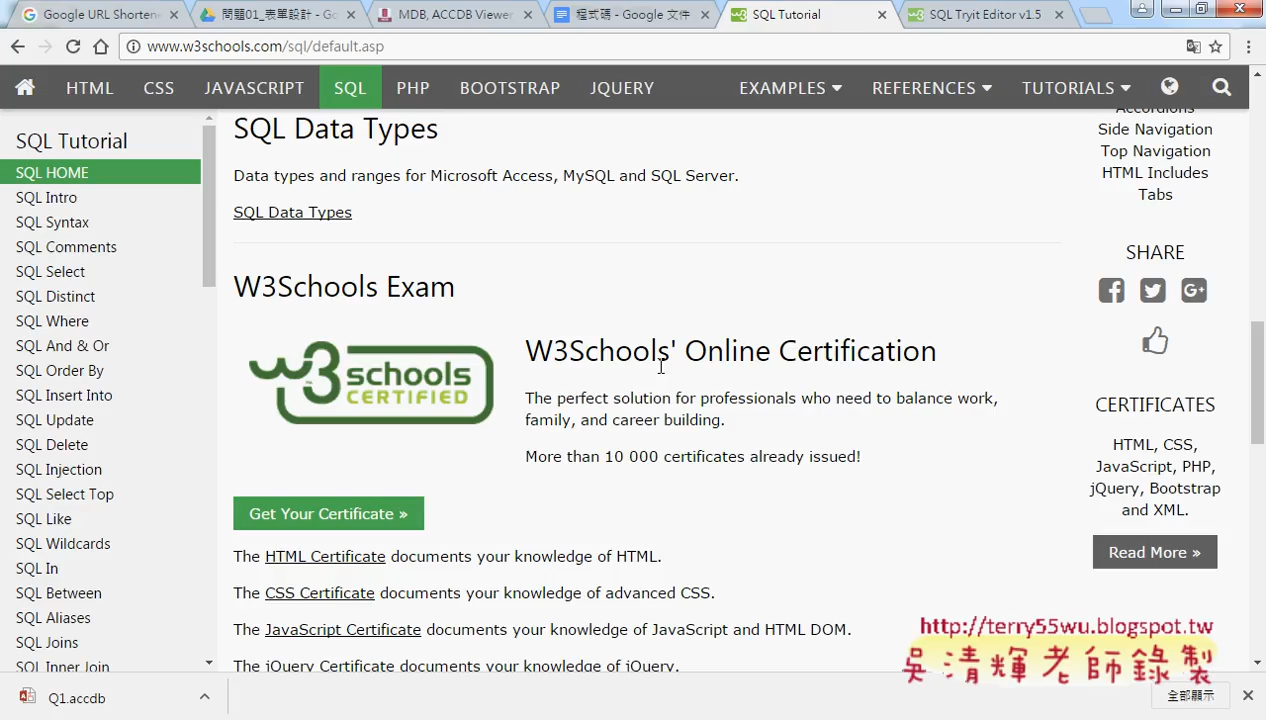 Google URL Shortene
問題01_表單設計 - Go
MDB, ACCDB Viewer
程式碼 - Google 文件
SQL Tutorial
SQL Tryit Editor v1.5
www.w3schools.com/sql/default.asp
HTML CSS JAVASCRIPT SQL PHP BOOTSTRAP JQUERY EXAMPLES REFERENCES TUTORIALS
SQL Tutorial
SQL HOME
SQL Intro
SQL Syntax
SQL Comments
SQL Select
SQL Distinct
SQL Where
SQL And & Or
SQL Order By
SQL Insert Into
SQL Update
SQL Delete
SQL Injection
SQL Select Top
SQL Like
SQL Wildcards
SQL In
SQL Between
SQL Aliases
SQL Joins
SQL Inner Join
SQL Data Types
Data types and ranges for Microsoft Access, MySQL and SQL Server.
SQL Data Types
W3Schools Exam
w3schools
CERTIFIED
W3Schools' Online Certification
The perfect solution for professionals who need to balance work,
family, and career building.
More than 10 000 certificates already issued!
Get Your Certificate »
The HTML Certificate documents your knowledge of HTML.
The CSS Certificate documents your knowledge of advanced CSS.
The JavaScript Certificate documents your knowledge of JavaScript and HTML DOM.
The jQuery Certificate documents your knowledge of jQuery.
Accordions
Side Navigation
Top Navigation
HTML Includes
Tabs
SHARE
CERTIFICATES
HTML, CSS,
JavaScript, PHP,
jQuery, Bootstrap
and XML.
Read More »
http://terry55wu.blogspot.tw
吳清輝老師錄製
Q1.accdb
全部顯示